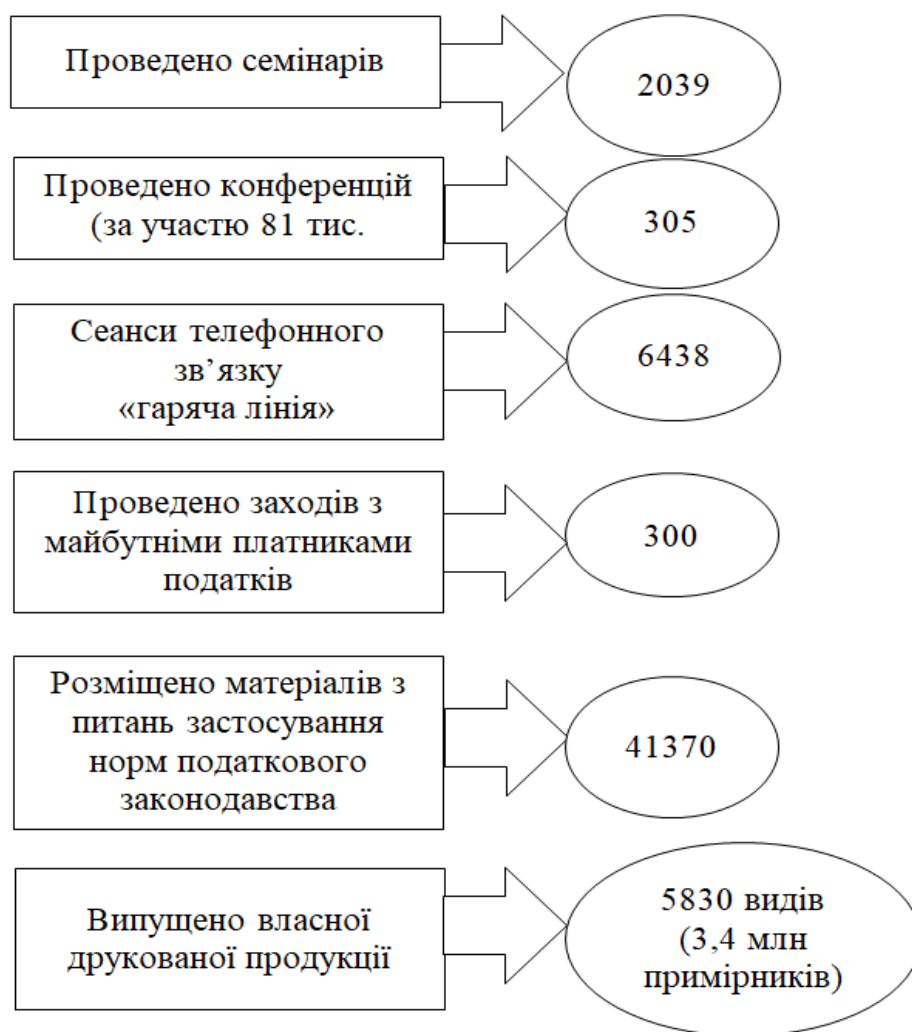 Проведено семінарів
2039
Проведено конференцій
(за участю 81 тис.
305
Сеанси телефонного
зв’язку
«гаряча лінія»
6438
Проведено заходів з
майбутніми платниками
податків
300
Розміщено матеріалів з
питань застосування
норм податкового
законодавства
41370
Випущено власної
друкованої продукції
5830 видів
(3,4 млн
примірників)